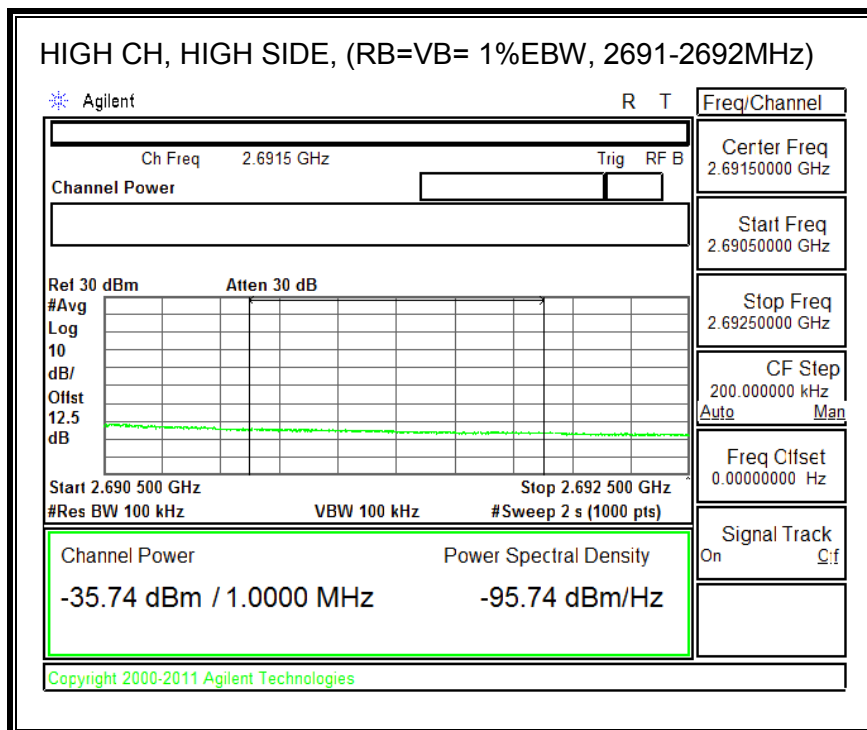 HIGH CH, HIGH SIDE, (RB=VB= 1%EBW, 2691-2692MHz)
Agilent R T
Freq/Channel
Ch Freq 2.6915 GHz Trig RF B
Channel Power
Center Freq
2.69150000 GHz
Start Freq
2.69050000 GHz
Stop Freq
2.69250000 GHz
CF Step
200.000000 kHz
Auto Man
Freq Offset
0.00000000 Hz
Signal Track
On Off
Ref 30 dBm Atten 30 dB
#Avg
Log
10
dB/
Offst
12.5
dB
Start 2.690 500 GHz Stop 2.692 500 GHz
#Res BW 100 kHz VBW 100 kHz #Sweep 2 s (1000 pts)
Channel Power Power Spectral Density
-35.74 dBm / 1.0000 MHz -95.74 dBm/Hz
Copyright 2000-2011 Agilent Technologies